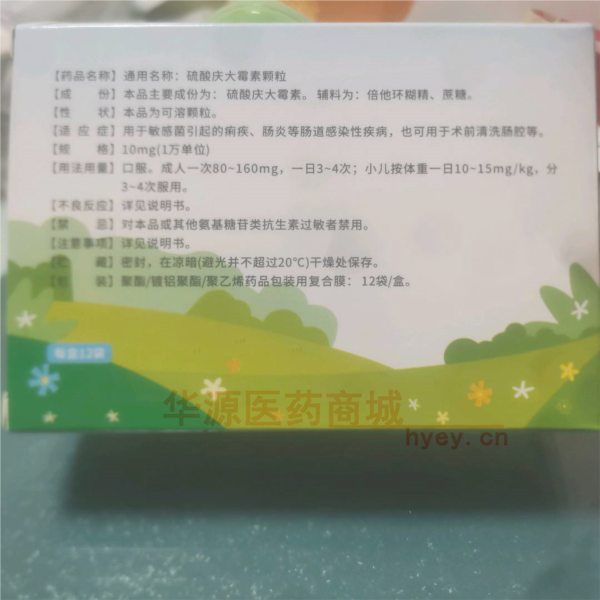 【药品名称】通用名称：硫酸庆大霉素颗粒
【成　　份】本品主要成份为：硫酸庆大霉素。辅料为：倍他环糊精、蔗糖。
【性　　状】本品为可溶颗粒。
【适 应 症】用于敏感菌引起的痢疾、肠炎等肠道感染性疾病，也可用于术前清洗肠腔等。
【规　　格】10mg(1万单位)
【用法用量】口服。成人一次80~160mg，一日3~4次；小儿按体重一日10~15mg/kg，分
3~4次服用。
【不良反应】详见说明书。
【禁　　忌】对本品或其他氨基糖苷类抗生素过敏者禁用。
【注意事项】详见说明书。
【贮　　藏】密封，在凉暗(避光并不超过20℃)干燥处保存。
【包　　装】聚酯/镀铝聚酯/聚乙烯药品包装用复合膜：12袋/盒。
每盒12袋
华源医药商城
hyey.cn